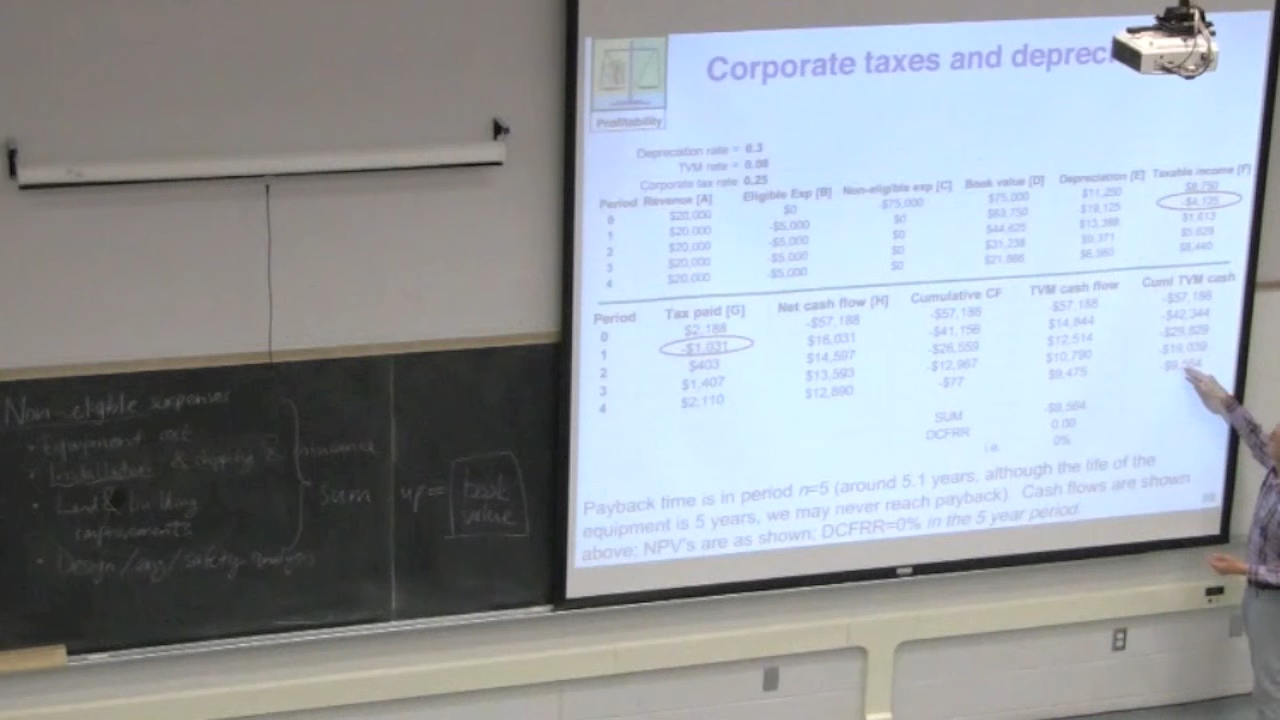 Corporate taxes and deprec
Profitability
Depreciation rate = 0.3
TVM rate = 0.08
Corporate tax rate 0.25
Period Revenue [A] Eligible Exp [B] Non-eligible exp [C] Book value [D] Depreciation [E] Taxable income [F]
0 $20,000 $0 -$75,000 $75,000 $11,250 $8,750
1 $20,000 -$5,000 $0 $63,750 $19,125 -$4,125
2 $20,000 -$5,000 $0 $44,625 $13,388 $1,613
3 $20,000 -$5,000 $0 $31,238 $9,371 $5,629
4 $20,000 -$5,000 $0 $21,866 $6,560 $8,440
Period Tax paid [G] Net cash flow [H] Cumulative CF TVM cash flow Cuml TVM cash
0 $2,188 -$57,188 -$57,188 -$57,188 -$57,188
1 -$1,031 $16,031 -$41,156 $14,844 -$42,344
2 $403 $14,597 -$26,559 $12,514 -$29,829
3 $1,407 $13,593 -$12,967 $10,790 -$19,039
4 $2,110 $12,890 -$77 $9,475 -$9,564
SUM -$9,564
DCFRR 0.00
i.e. 0%
Payback time is in period n=5 (around 5.1 years, although the life of the
equipment is 5 years, we may never reach payback). Cash flows are shown
above; NPV's are as shown; DCFRR=0% in the 5 year period.
Non-eligible expenses
• Equipment cost
• Installation & shipping & insurance
• Land & building
improvements
• Design/eng/safety analysis
sum up = book
value